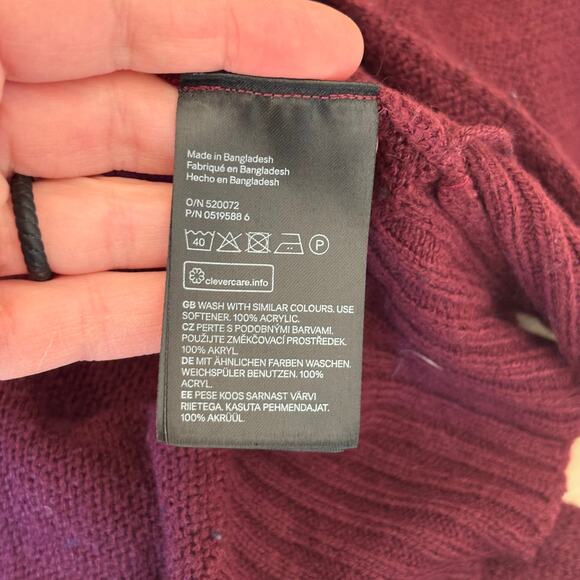 Made in Bangladesh
Fabriqué en Bangladesh
Hecho en Bangladesh
O/N 520072
P/N 0519588 6
40 P
clevercare.info
GB WASH WITH SIMILAR COLOURS. USE
SOFTENER. 100% ACRYLIC.
CZ PERTE S PODOBNÝMI BARVAMI.
POUŽIJTE ZMĚKČOVACÍ PROSTŘEDEK.
100% AKRYL.
DE MIT ÄHNLICHEN FARBEN WASCHEN.
WEICHSPÜLER BENUTZEN. 100%
ACRYL.
EE PESE KOOS SARNAST VÄRVI
RIIETEGA. KASUTA PEHMENDAJAT.
100% AKRÜÜL.